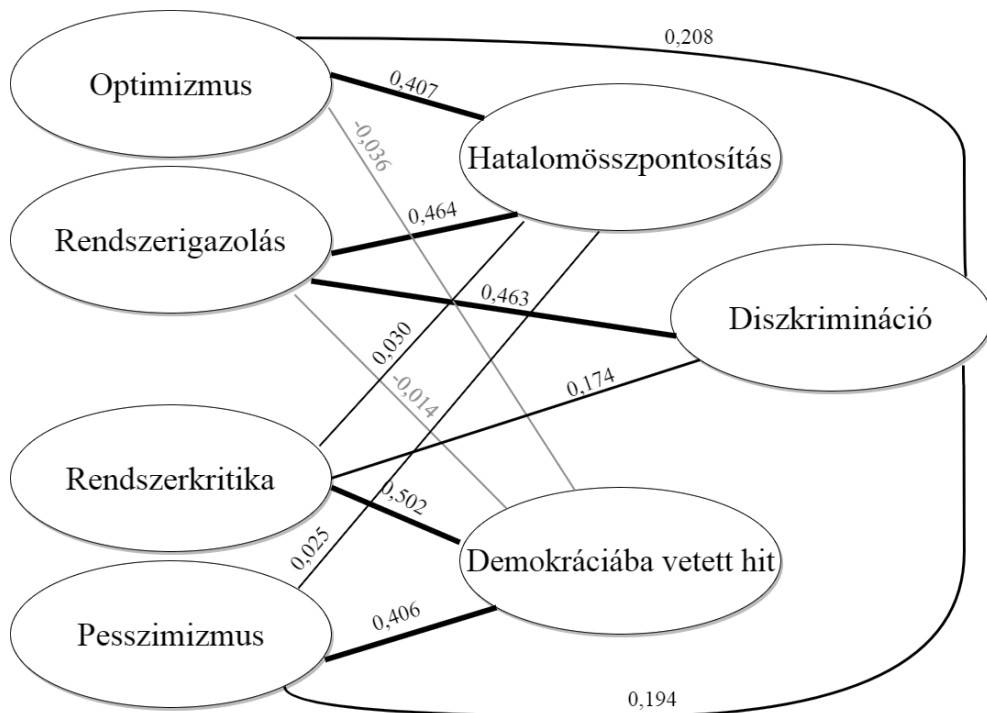 0,208
Optimizmus
0,407
-0,036
Hatalomösszpontosítás
Rendszerigazolás
0,464
0,463
Diszkrimináció
0,030
-0,014
0,174
Rendszerkritika
0,502
0,025
Demokráciába vetett hit
Pesszimizmus
0,406
0,194